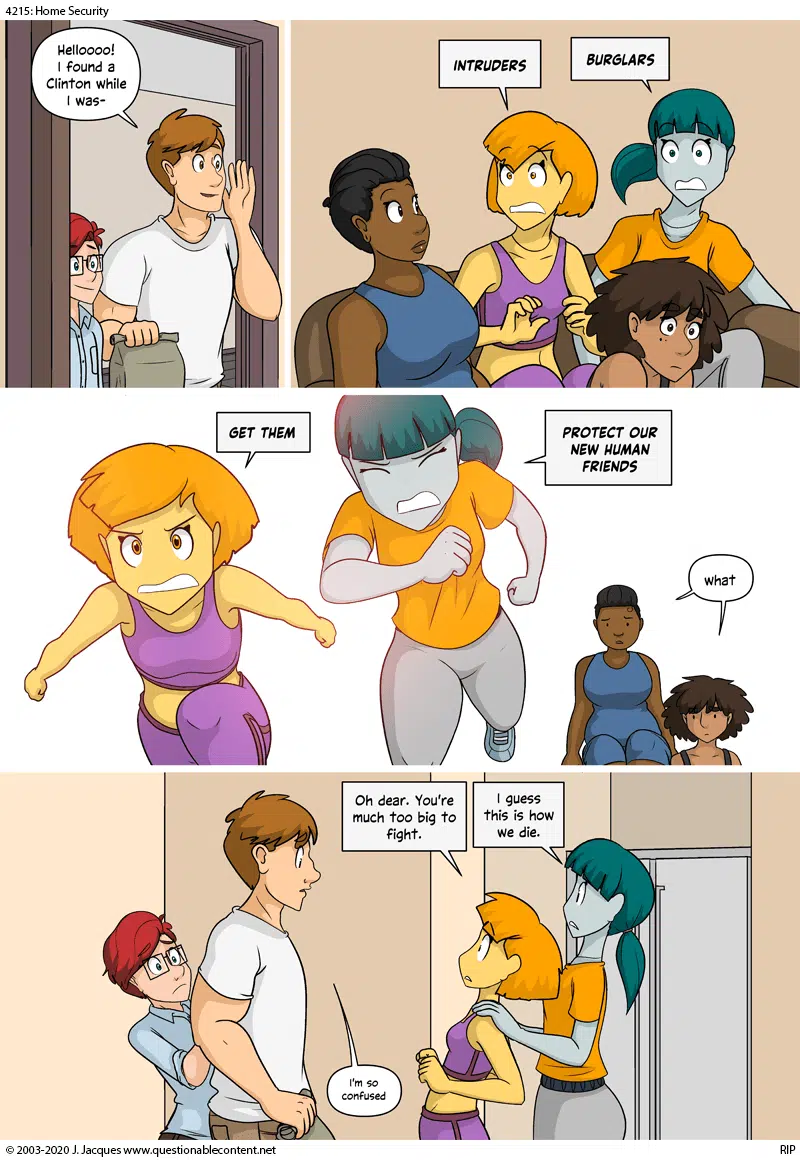 4215: Home Security
Helloooo!
I found a
Clinton while
I was-
INTRUDERS
BURGLARS
GET THEM
PROTECT OUR
NEW HUMAN
FRIENDS
what
Oh dear. You're
much too big to
fight.
I guess
this is how
we die.
I'm so
confused
© 2003-2020 J. Jacques www.questionablecontent.net
RIP